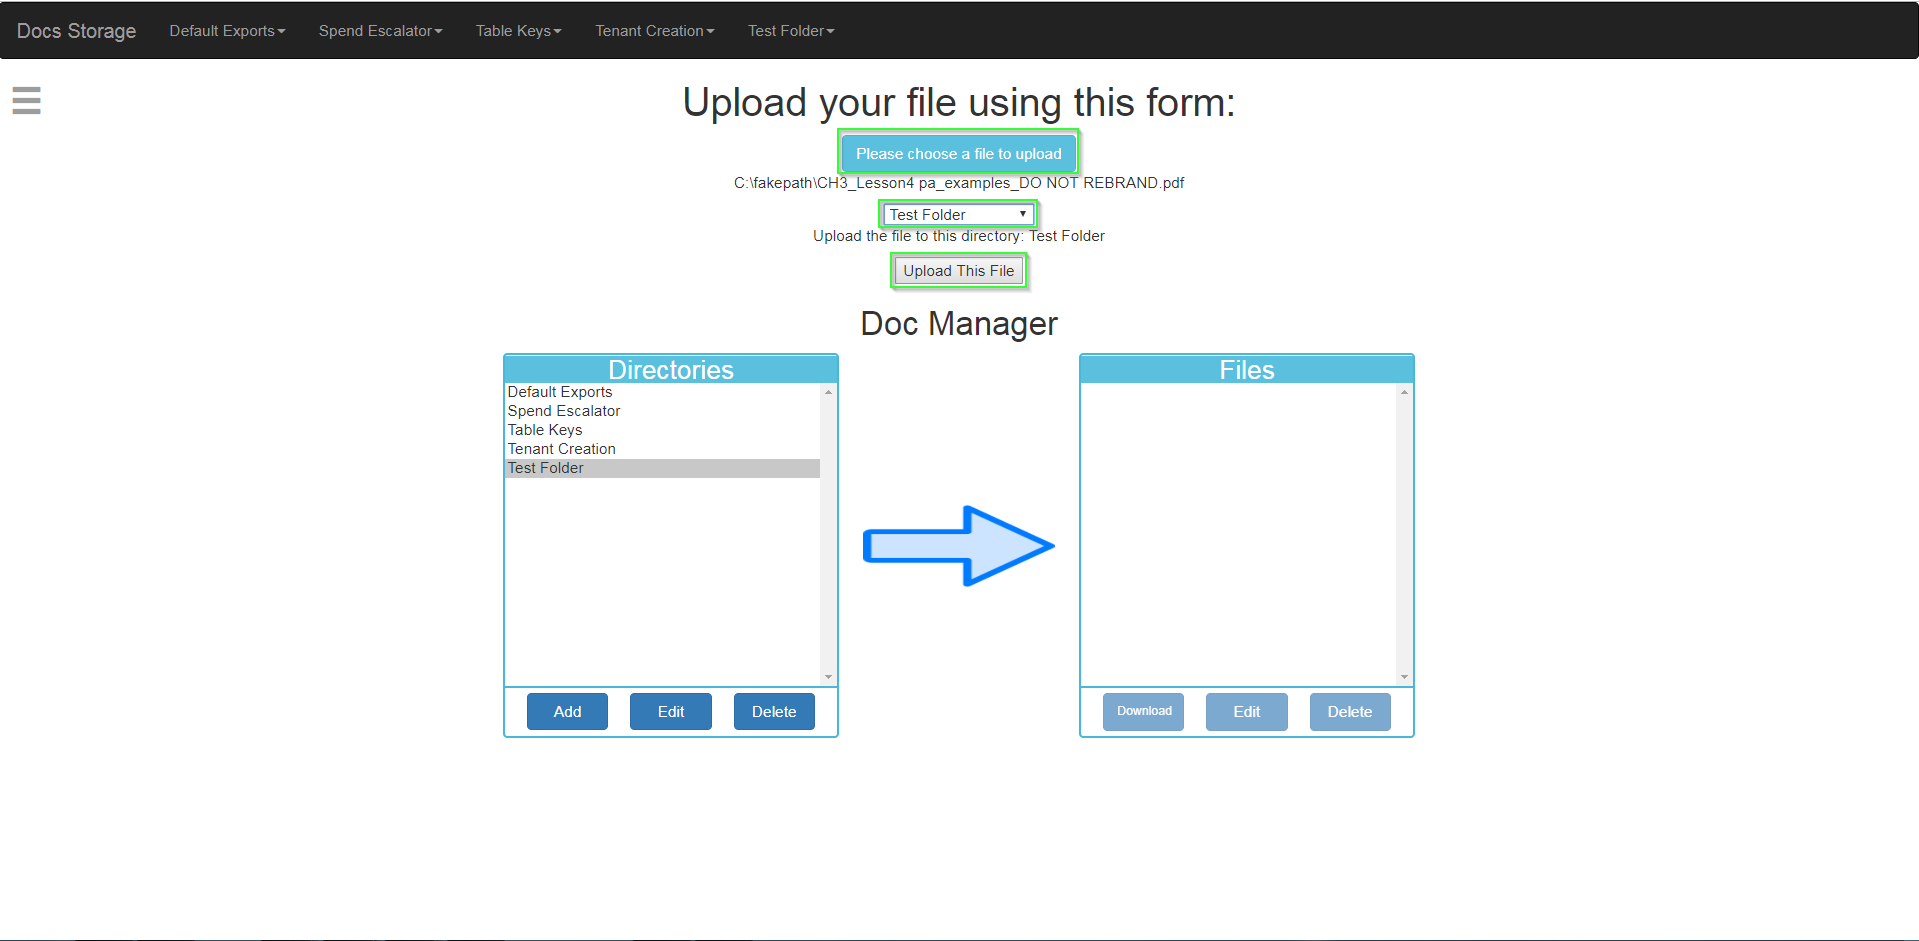 Docs Storage Default Exports Spend Escalator Table Keys Tenant Creation Test Folder
Upload your file using this form:
Please choose a file to upload
C:\fakepath\CH3_Lesson4 pa_examples_DO NOT REBRAND.pdf
Test Folder
Upload the file to this directory: Test Folder
Upload This File
Doc Manager
Directories
Default Exports
Spend Escalator
Table Keys
Tenant Creation
Test Folder
Add Edit Delete
Files
Download Edit Delete